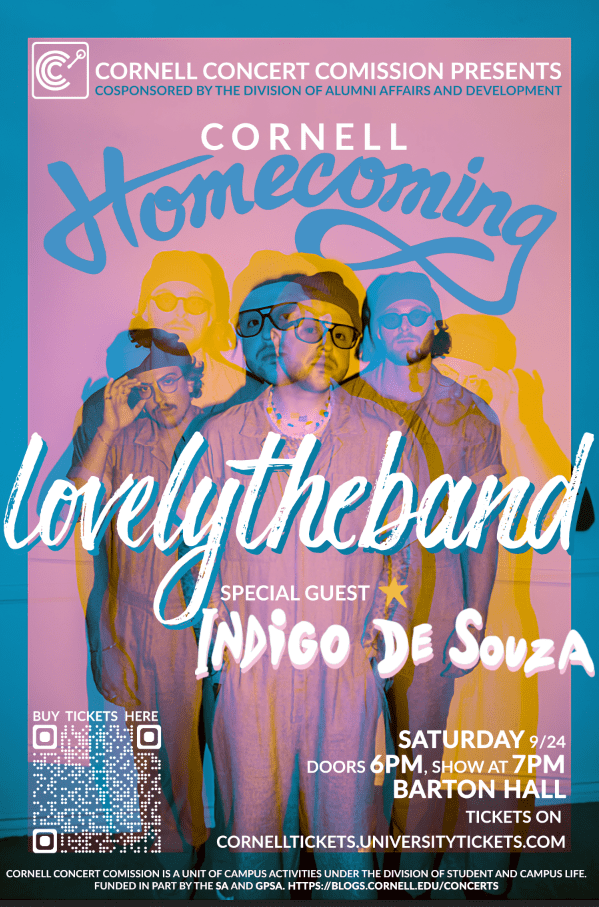 CORNELL CONCERT COMISSION PRESENTS
COSPONSORED BY THE DIVISION OF ALUMNI AFFAIRS AND DEVELOPMENT
CORNELL
Homecoming
lovelytheband
SPECIAL GUEST
INDIGO DE SOUZA
BUY TICKETS HERE
SATURDAY 9/24
DOORS 6PM, SHOW AT 7PM
BARTON HALL
TICKETS ON
CORNELLTICKETS.UNIVERSITYTICKETS.COM
CORNELL CONCERT COMISSION IS A UNIT OF CAMPUS ACTIVITIES UNDER THE DIVISION OF STUDENT AND CAMPUS LIFE.
FUNDED IN PART BY THE SA AND GPSA. HTTPS://BLOGS.CORNELL.EDU/CONCERTS